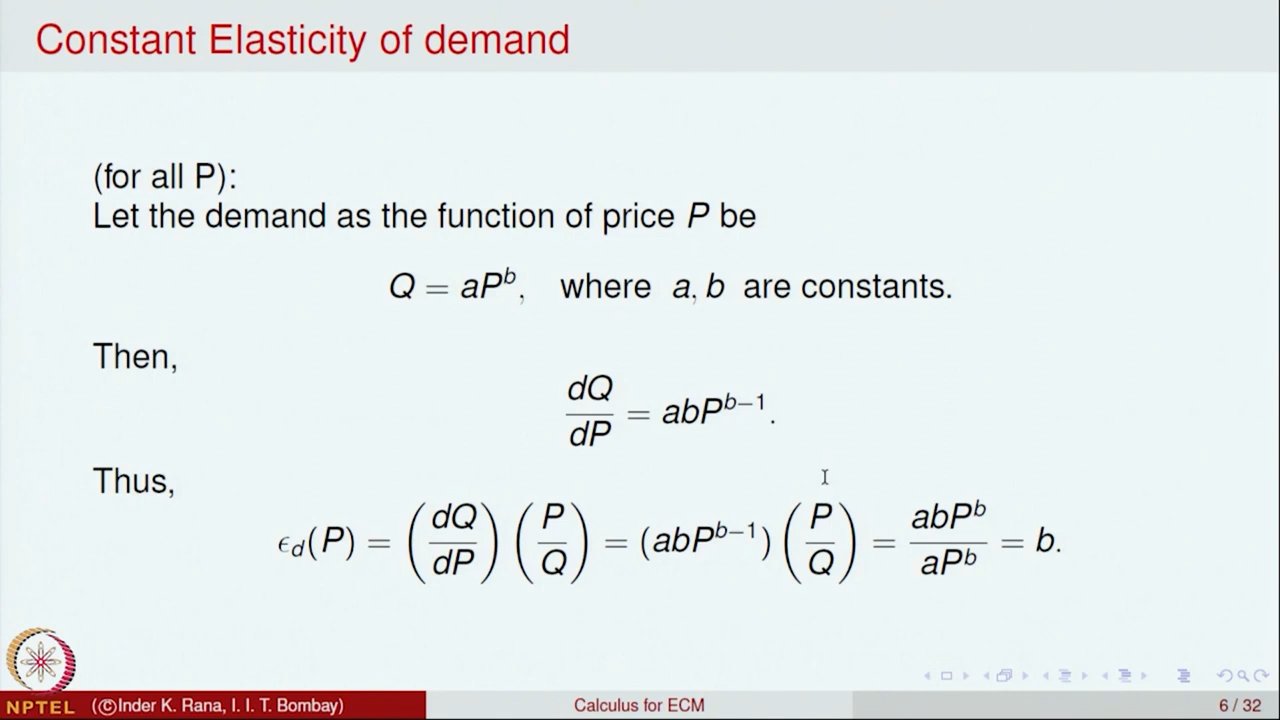 Constant Elasticity of demand
(for all P):
Let the demand as the function of price P be
Q = aP^b, where a, b are constants.
Then,
dQ/dP = abP^{b−1}.
Thus,
ϵ_d(P) = (dQ/dP) (P/Q) = (abP^{b−1}) (P/Q) = abP^b/aP^b = b.
NPTEL (©Inder K. Rana, I. I. T. Bombay) Calculus for ECM 6 / 32